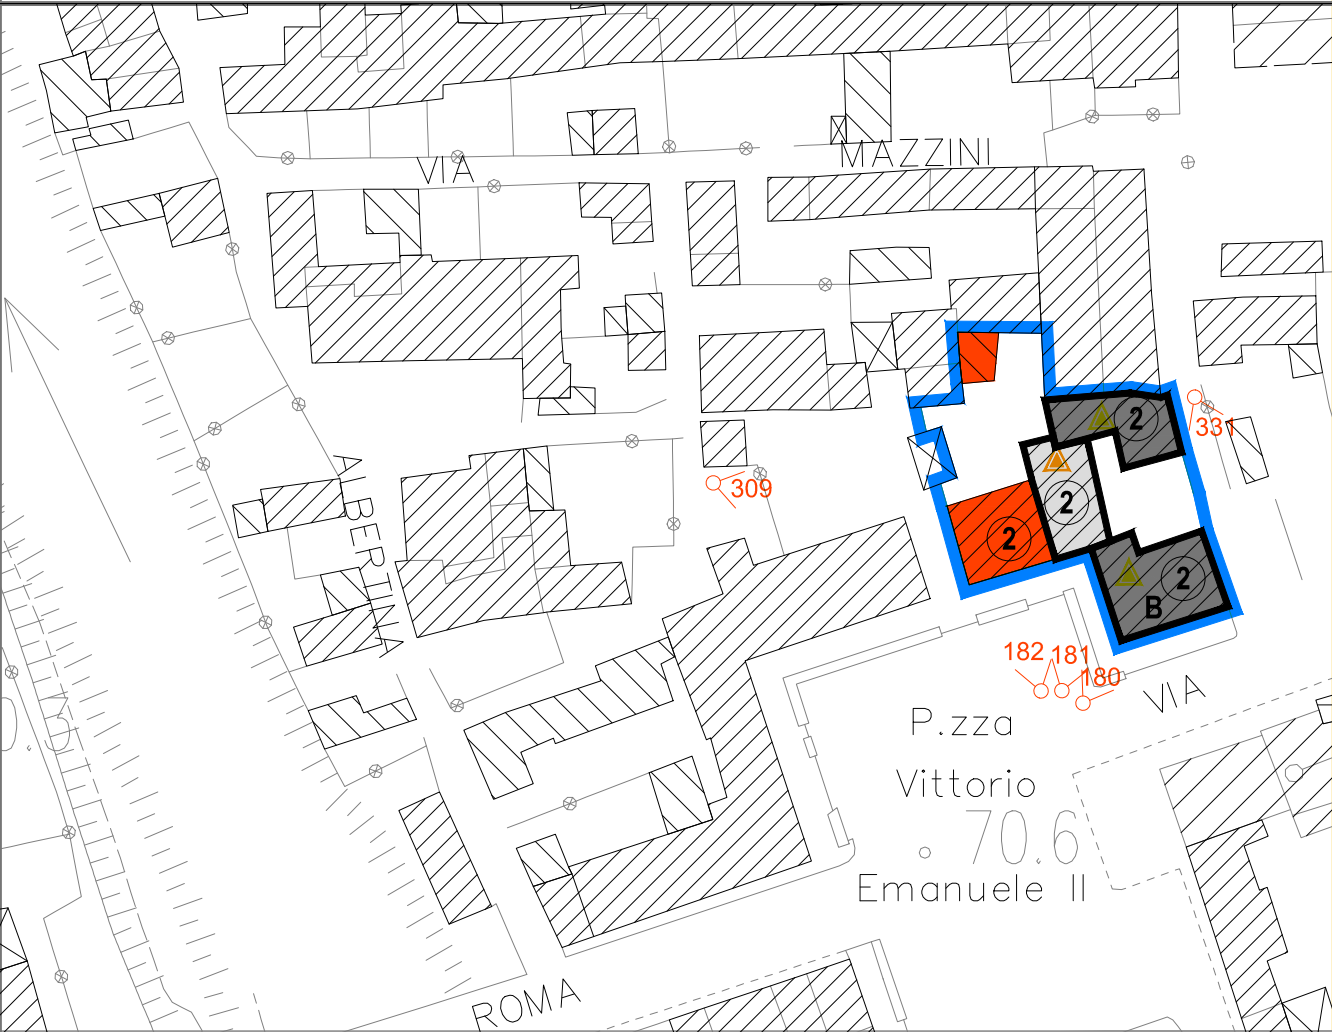 VIA
MAZZINI
2
331
309
2
2
2
B
ALBERTINA
182
181
180
VIA
P.zza
Vittorio
70.6
Emanuele II
ROMA